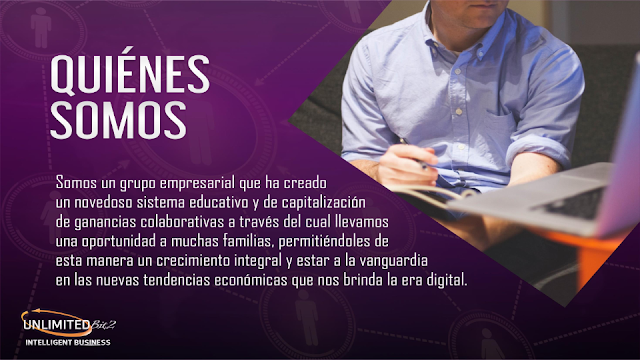 QUIÉNES
SOMOS
Somos un grupo empresarial que ha creado
un novedoso sistema educativo y de capitalización
de ganancias colaborativas a través del cual llevamos
una oportunidad a muchas familias, permitiéndoles de
esta manera un crecimiento integral y estar a la vanguardia
en las nuevas tendencias económicas que nos brinda la era digital.
UNLIMITED
INTELLIGENT BUSINESS